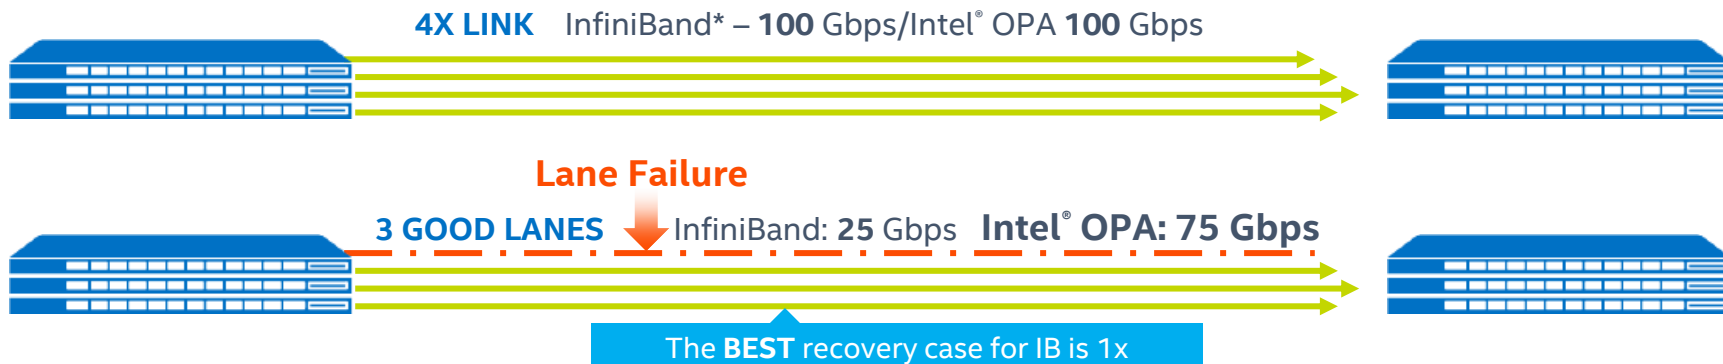 4X LINK InfiniBand* – 100 Gbps/Intel® OPA 100 Gbps
Lane Failure
3 GOOD LANES InfiniBand: 25 Gbps Intel® OPA: 75 Gbps
The BEST recovery case for IB is 1x